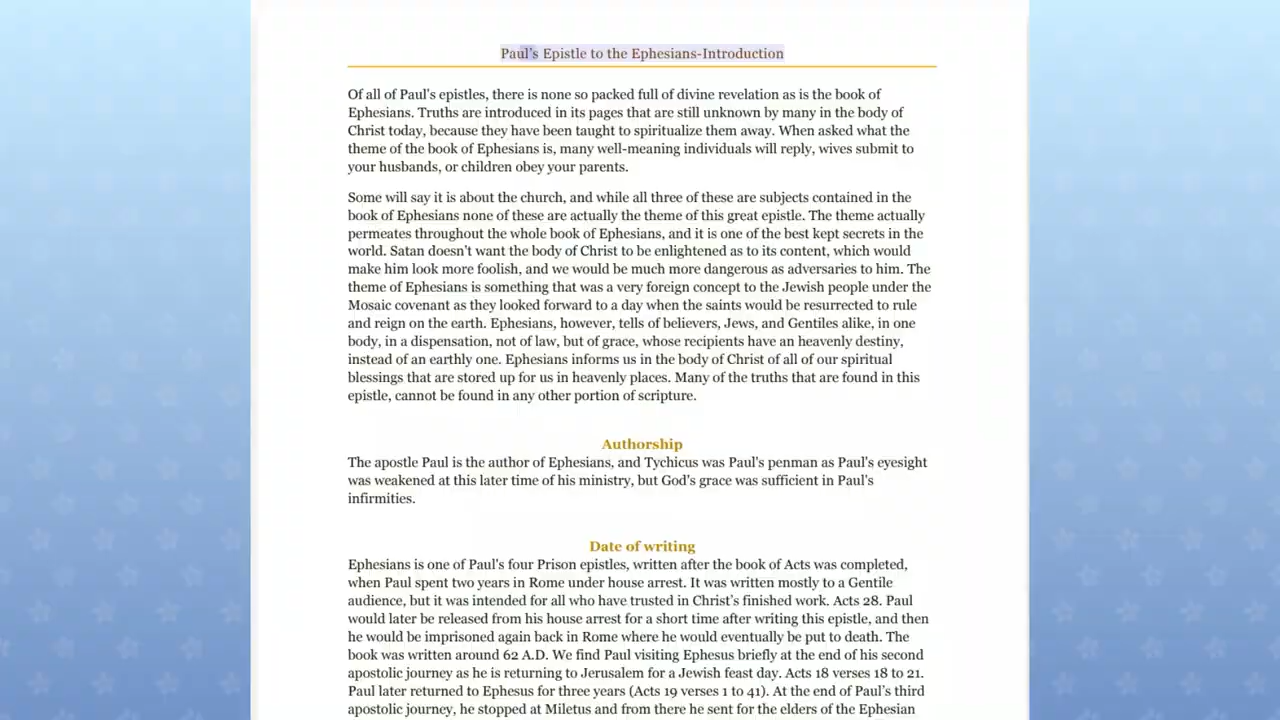 Paul's Epistle to the Ephesians-Introduction
Of all of Paul's epistles, there is none so packed full of divine revelation as is the book of
Ephesians. Truths are introduced in its pages that are still unknown by many in the body of
Christ today, because they have been taught to spiritualize them away. When asked what the
theme of the book of Ephesians is, many well-meaning individuals will reply, wives submit to
your husbands, or children obey your parents.
Some will say it is about the church, and while all three of these are subjects contained in the
book of Ephesians none of these are actually the theme of this great epistle. The theme actually
permeates throughout the whole book of Ephesians, and it is one of the best kept secrets in the
world. Satan doesn't want the body of Christ to be enlightened as to its content, which would
make him look more foolish, and we would be much more dangerous as adversaries to him. The
theme of Ephesians is something that was a very foreign concept to the Jewish people under the
Mosaic covenant as they looked forward to a day when the saints would be resurrected to rule
and reign on the earth. Ephesians, however, tells of believers, Jews, and Gentiles alike, in one
body, in a dispensation, not of law, but of grace, whose recipients have an heavenly destiny,
instead of an earthly one. Ephesians informs us in the body of Christ of all of our spiritual
blessings that are stored up for us in heavenly places. Many of the truths that are found in this
epistle, cannot be found in any other portion of scripture.
Authorship
The apostle Paul is the author of Ephesians, and Tychicus was Paul's penman as Paul's eyesight
was weakened at this later time of his ministry, but God's grace was sufficient in Paul's
infirmities.
Date of writing
Ephesians is one of Paul's four Prison epistles, written after the book of Acts was completed,
when Paul spent two years in Rome under house arrest. It was written mostly to a Gentile
audience, but it was intended for all who have trusted in Christ's finished work. Acts 28. Paul
would later be released from his house arrest for a short time after writing this epistle, and then
he would be imprisoned again back in Rome where he would eventually be put to death. The
book was written around 62 A.D. We find Paul visiting Ephesus briefly at the end of his second
apostolic journey as he is returning to Jerusalem for a Jewish feast day. Acts 18 verses 18 to 21.
Paul later returned to Ephesus for three years (Acts 19 verses 1 to 41). At the end of Paul's third
apostolic journey, he stopped at Miletus and from there he sent for the elders of the Ephesian